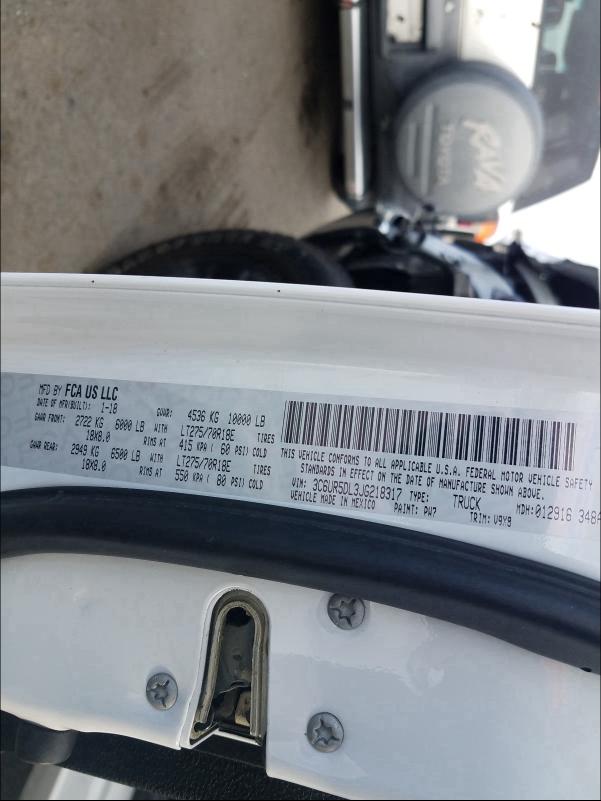 RAV4
TOYOTA
MFD BY FCA US LLC
DATE OF MFR(BUILT): 1-18 GVWR: 4536 KG 10000 LB
GAWR FRONT: 2722 KG 6000 LB WITH LT275/70R18E TIRES
18X8.0 RIMS AT 415 KPA ( 60 PSI) COLD
GAWR REAR: 2949 KG 6500 LB WITH LT275/70R18E TIRES
18X8.0 RIMS AT 550 KPA ( 80 PSI) COLD
THIS VEHICLE CONFORMS TO ALL APPLICABLE U.S.A. FEDERAL MOTOR VEHICLE SAFETY
STANDARDS IN EFFECT ON THE DATE OF MANUFACTURE SHOWN ABOVE.
VIN: 3C6UR5DL3JG218317 TYPE: TRUCK MDH: 012916 3484
VEHICLE MADE IN MEXICO PAINT: PW7 TRIM: V9Y9